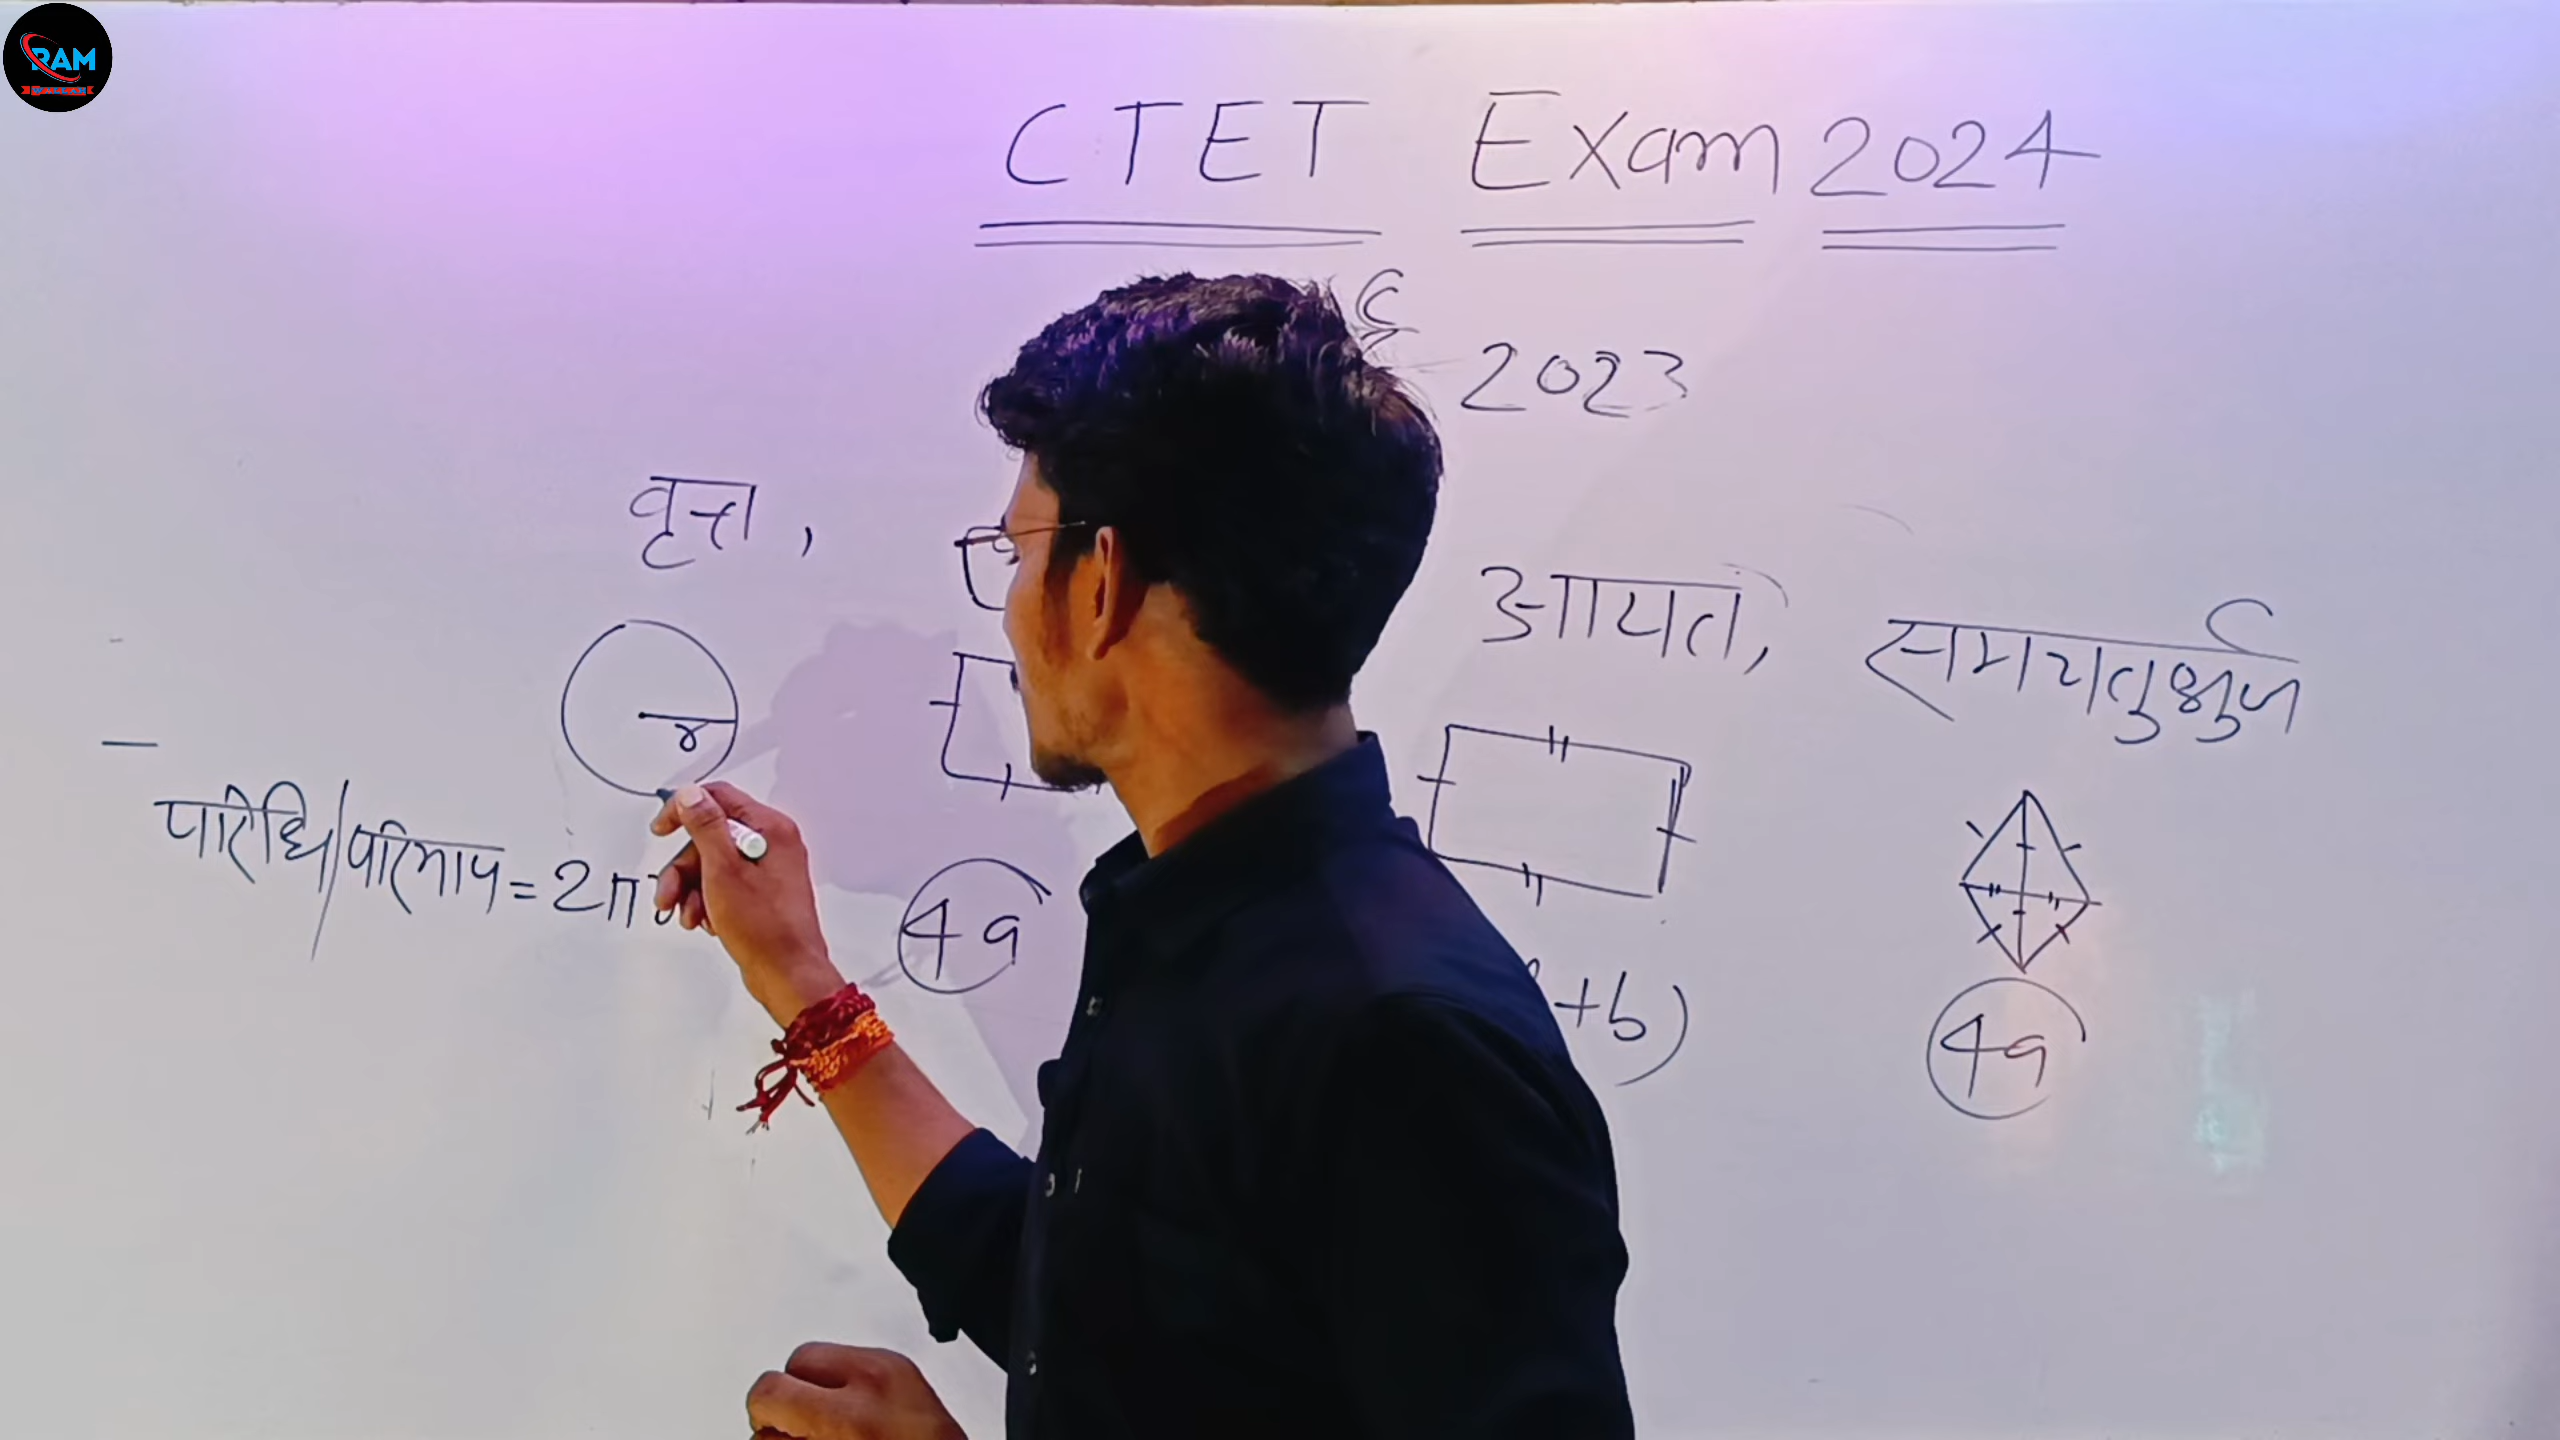 RAM
CTET Exam 2024
2023
वृत्त,
आयत, समचतुर्भुज
r
परिधि/परिमाप = 2π
4a
+b)
4a